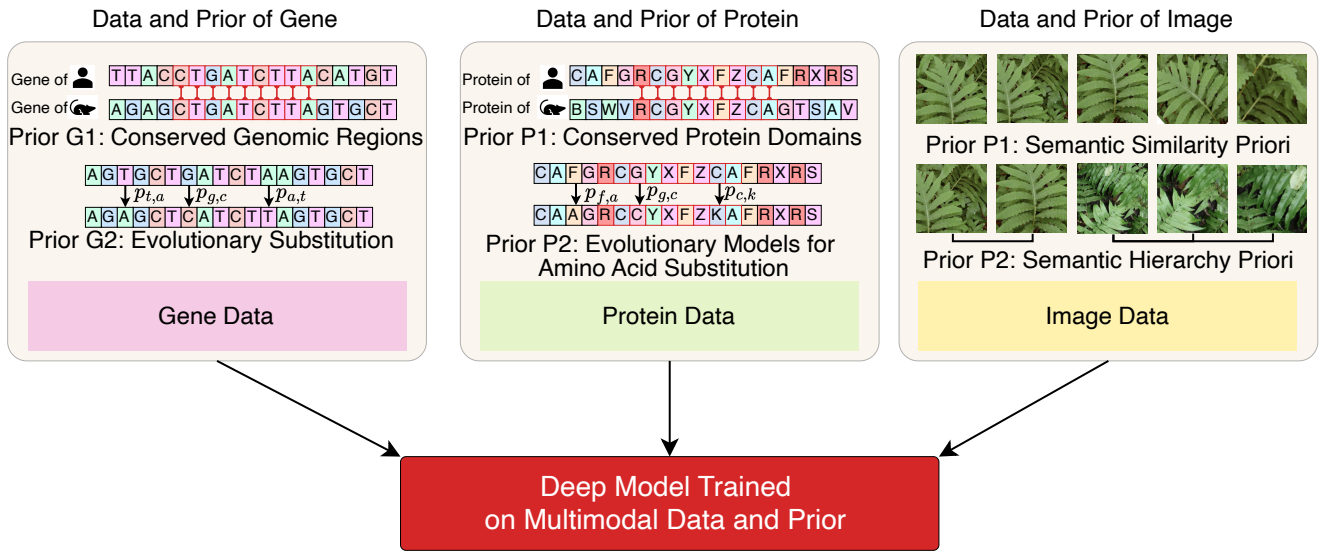 Data and Prior of Gene
Gene of TTACCTGATCTTACATGT
Gene of AGAGCTGATCTTAGTGCT
Prior G1: Conserved Genomic Regions
AGTGCTGATCTAAGTGCT
p_{t,a} p_{g,c} p_{a,t}
AGAGCTCATCTTAGTGCT
Prior G2: Evolutionary Substitution
Gene Data
Data and Prior of Protein
Protein of CAFGRCGYXFZCAFRXRS
Protein of BSWVRCGYXFZCAGTSAV
Prior P1: Conserved Protein Domains
CAFGRCGYXFZCAFRXRS
p_{f,a} p_{g,c} p_{c,k}
CAAGRCCYXFZKAFRXRS
Prior P2: Evolutionary Models for
Amino Acid Substitution
Protein Data
Data and Prior of Image
Prior P1: Semantic Similarity Priori
Prior P2: Semantic Hierarchy Priori
Image Data
Deep Model Trained
on Multimodal Data and Prior